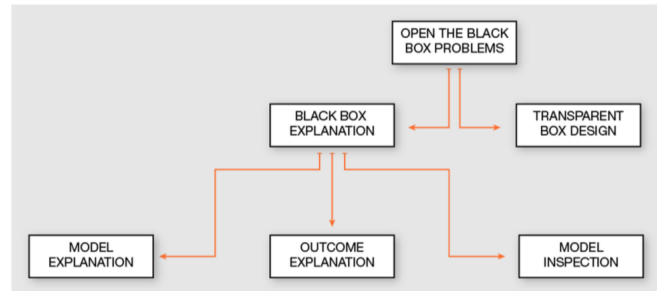 OPEN THE BLACK
BOX PROBLEMS
BLACK BOX
EXPLANATION
TRANSPARENT
BOX DESIGN
MODEL
EXPLANATION
OUTCOME
EXPLANATION
MODEL
INSPECTION